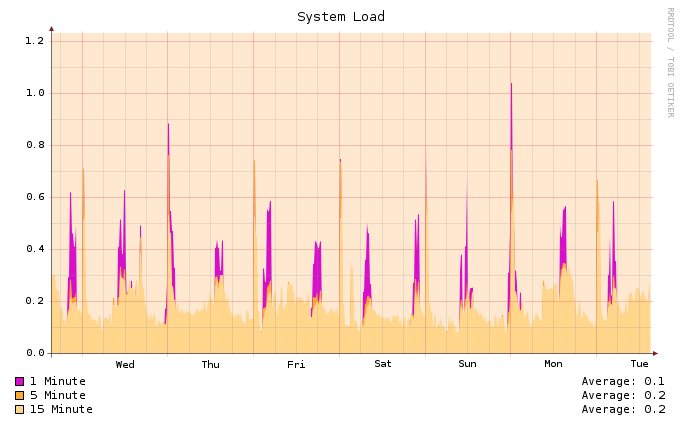 System Load
RRDTOOL / TOBI OETIKER
1.2
1.0
0.8
0.6
0.4
0.2
0.0
Wed Thu Fri Sat Sun Mon Tue
1 Minute Average: 0.1
5 Minute Average: 0.2
15 Minute Average: 0.2